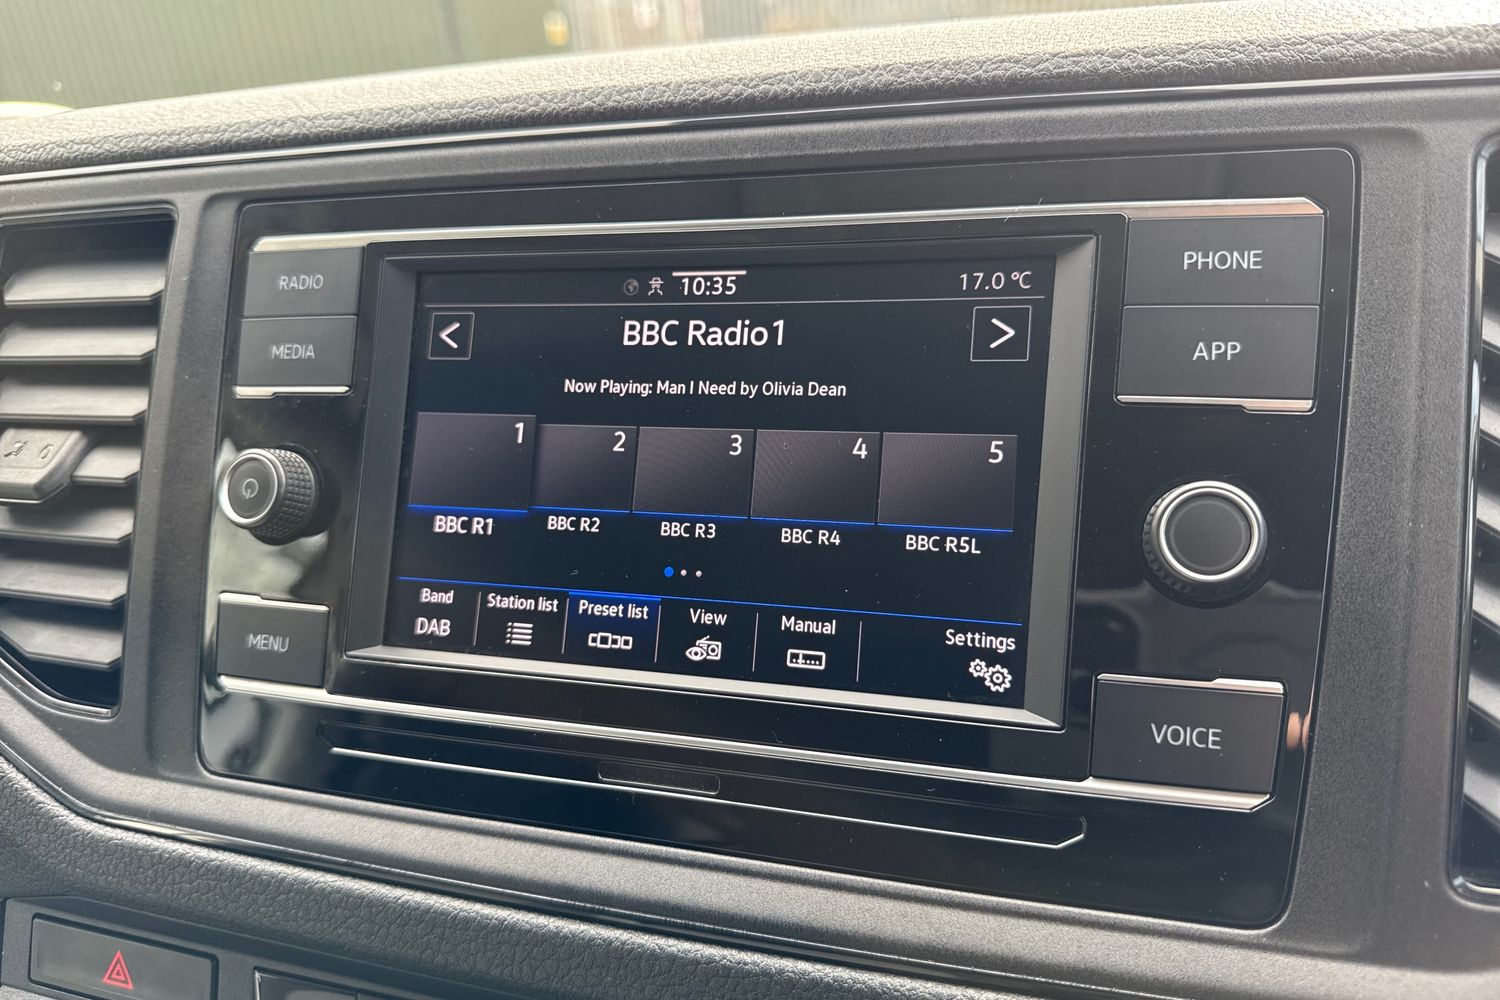 RADIO
MEDIA
MENU
10:35
17.0 °C
<
BBC Radio1
>
Now Playing: Man I Need by Olivia Dean
1
2
3
4
5
BBC R1
BBC R2
BBC R3
BBC R4
BBC R5L
Band
DAB
Station list
Preset list
View
Manual
Settings
PHONE
APP
VOICE